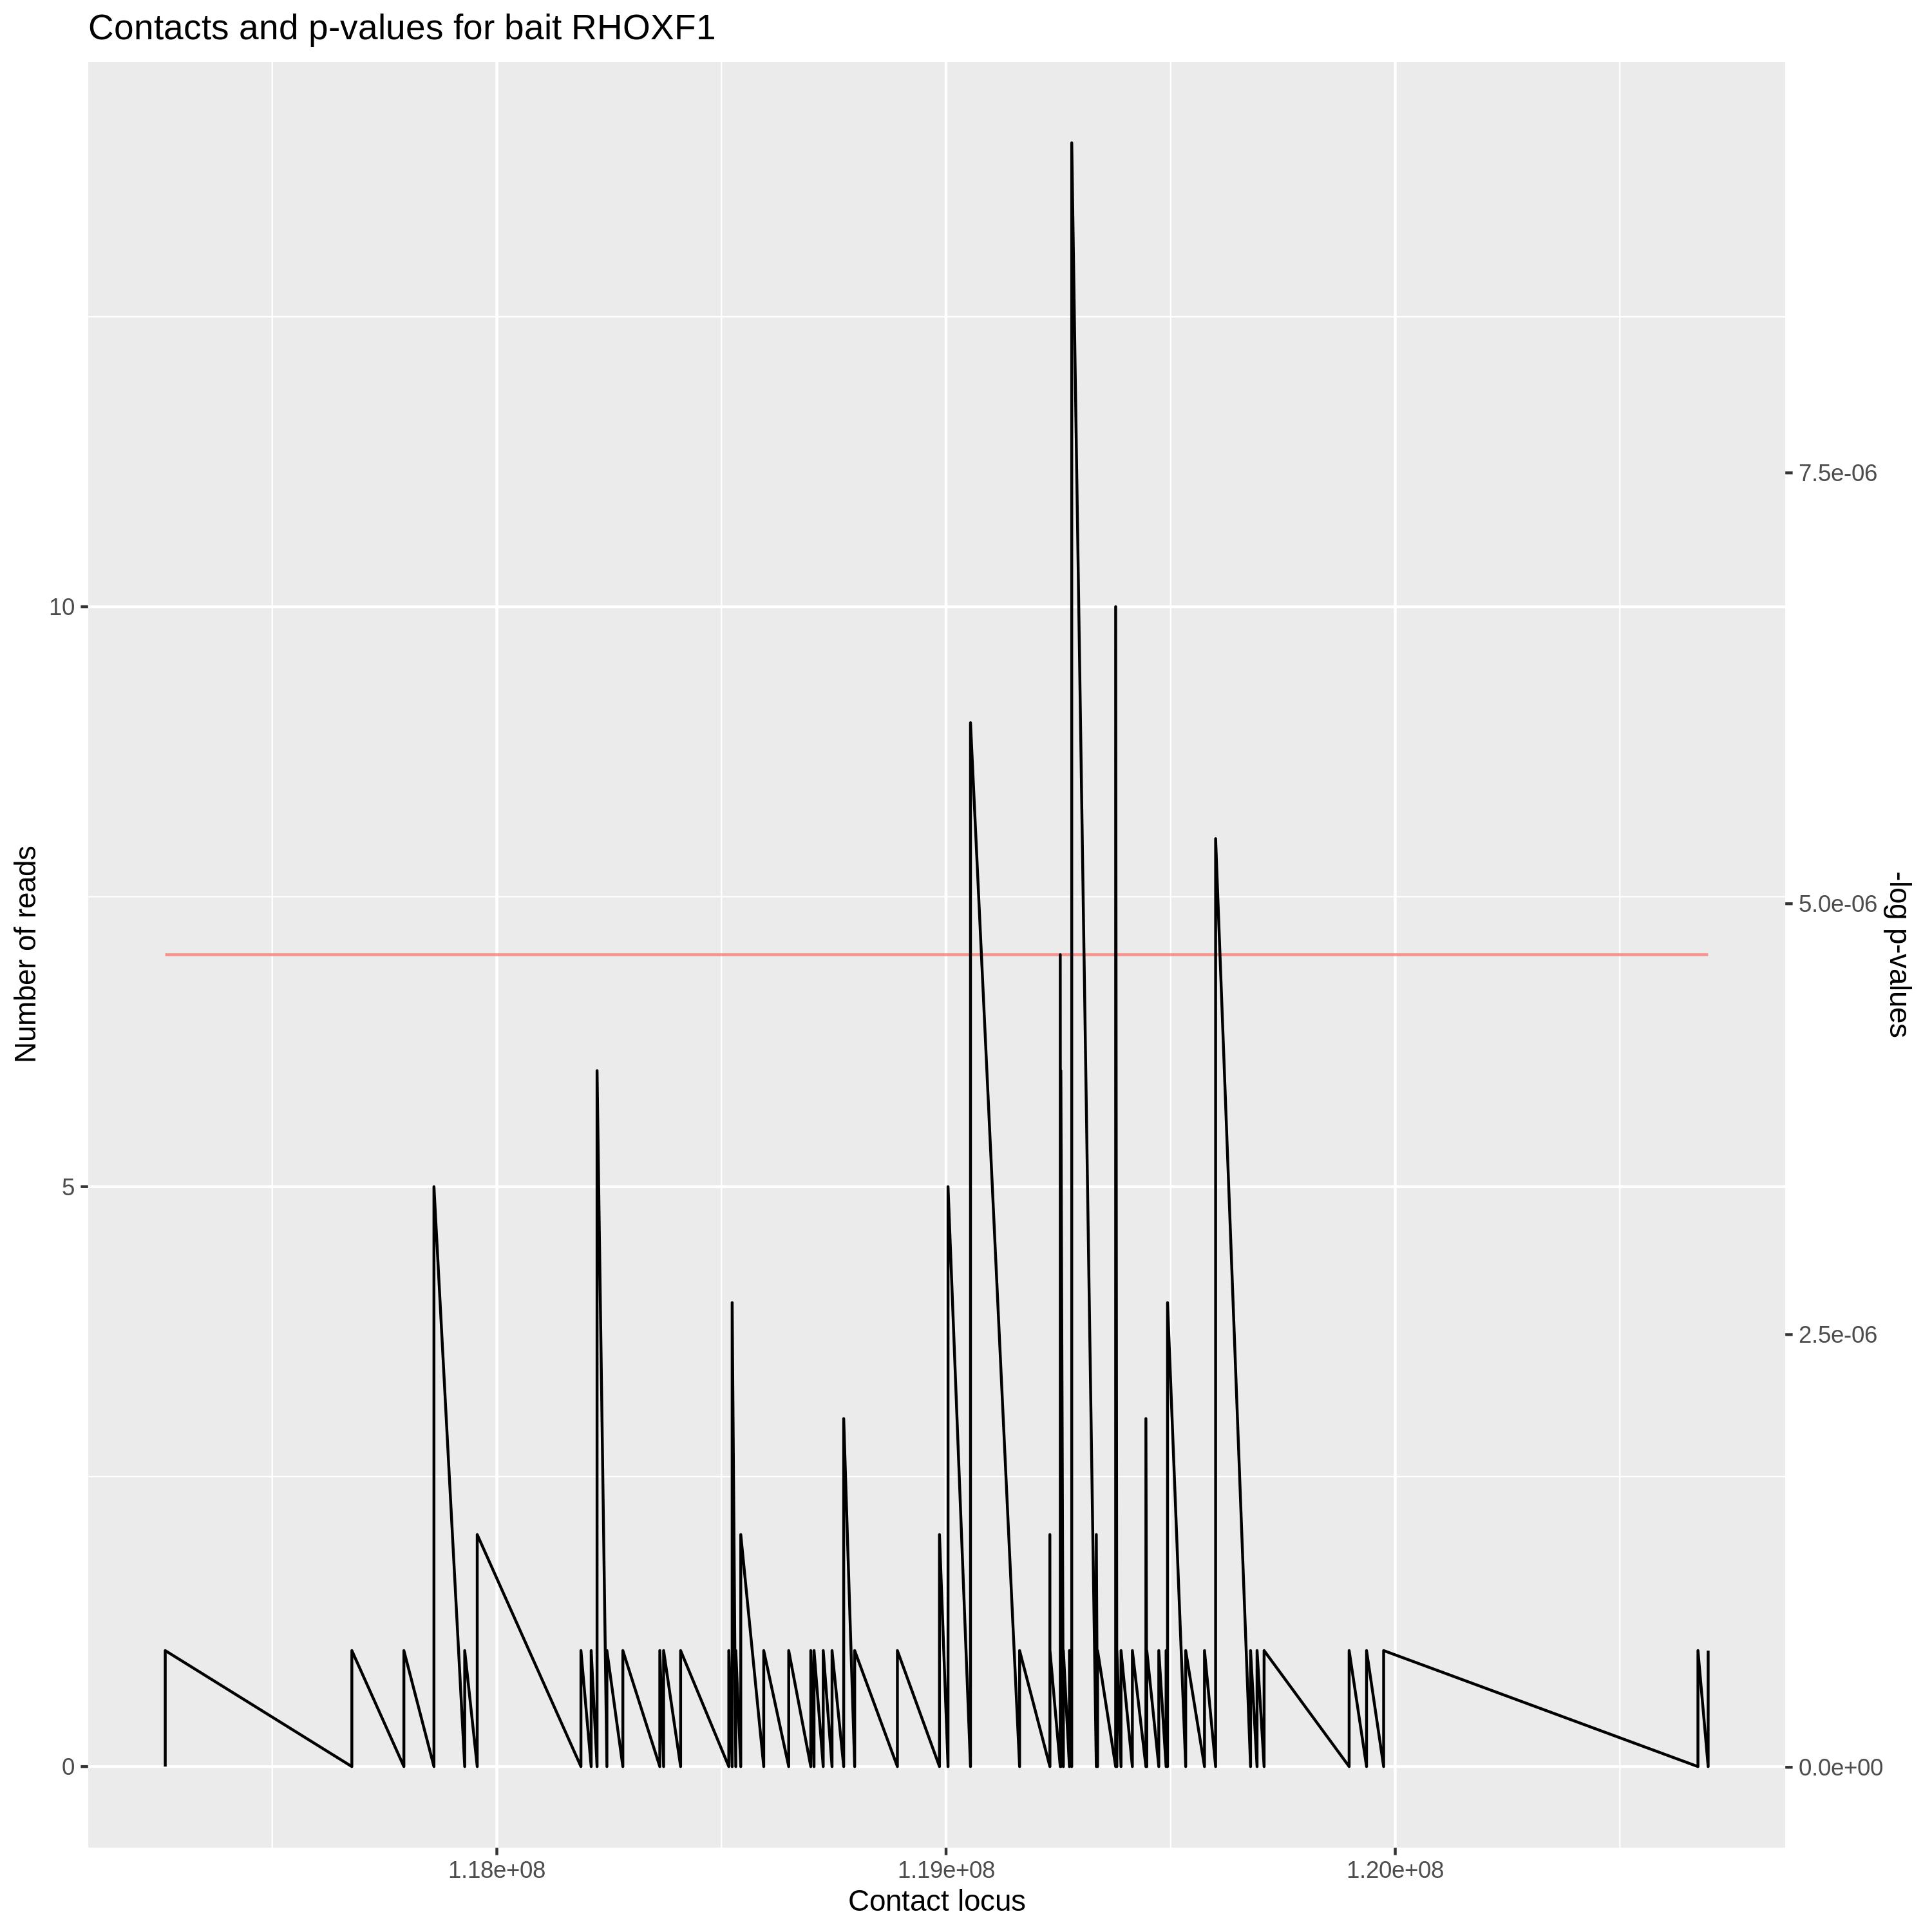 Contacts and p-values for bait RHOXF1
Number of reads
10
5
0
7.5e-06
5.0e-06
2.5e-06
0.0e+00
-log p-values
1.18e+08
1.19e+08
1.20e+08
Contact locus